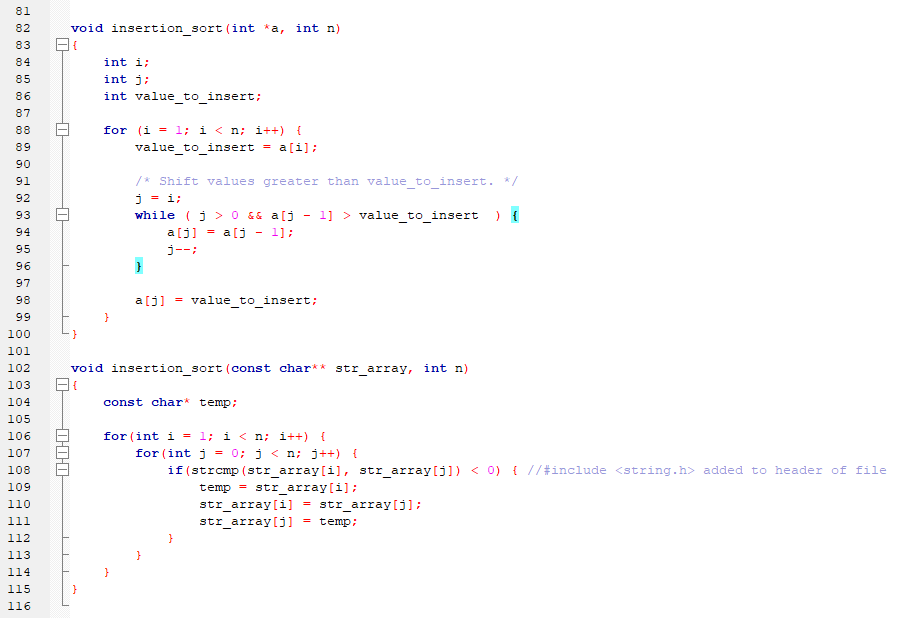 81
82 void insertion_sort(int *a, int n)
83 {
84 int i;
85 int j;
86 int value_to_insert;
87
88 for (i = 1; i < n; i++) {
89 value_to_insert = a[i];
90
91 /* Shift values greater than value_to_insert. */
92 j = i;
93 while ( j > 0 && a[j - 1] > value_to_insert  ) {
94 a[j] = a[j - 1];
95 j--;
96 }
97
98 a[j] = value_to_insert;
99 }
100 }
101
102 void insertion_sort(const char** str_array, int n)
103 {
104 const char* temp;
105
106 for(int i = 1; i < n; i++) {
107 for(int j = 0; j < n; j++) {
108 if(strcmp(str_array[i], str_array[j]) < 0) { //#include <string.h> added to header of file
109 temp = str_array[i];
110 str_array[i] = str_array[j];
111 str_array[j] = temp;
112 }
113 }
114 }
115 }
116